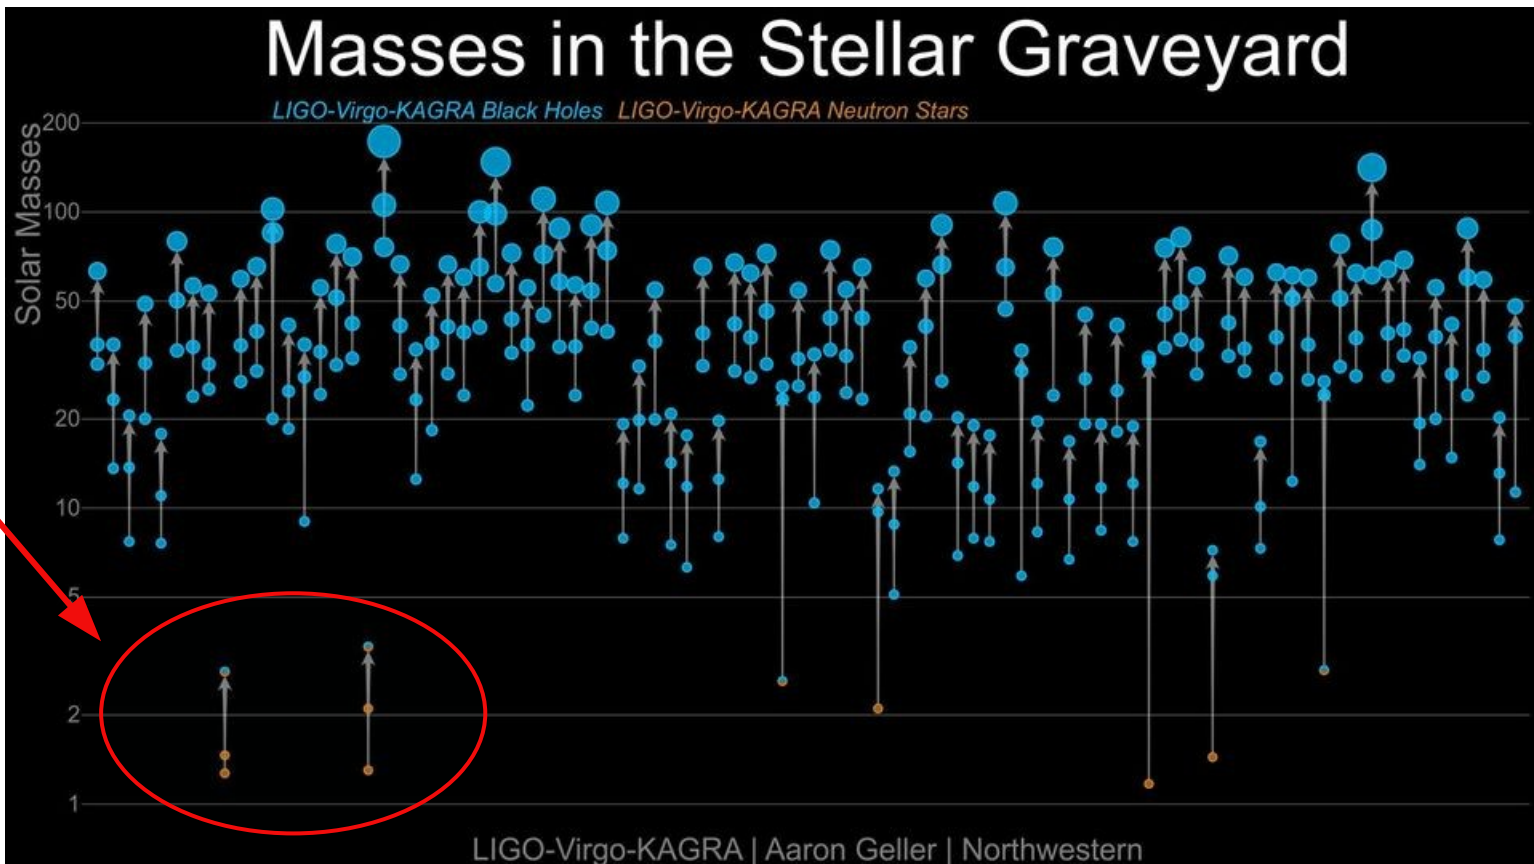 Masses in the Stellar Graveyard
LIGO-Virgo-KAGRA Black Holes LIGO-Virgo-KAGRA Neutron Stars
Solar Masses
200
100
50
20
10
5
2
1
LIGO-Virgo-KAGRA | Aaron Geller | Northwestern